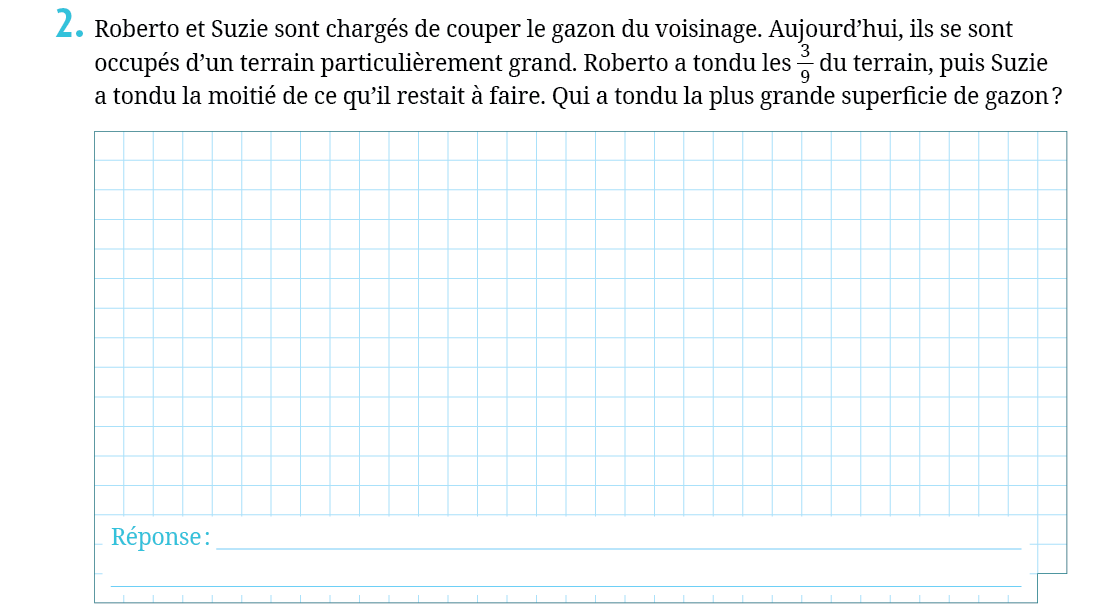 2. Roberto et Suzie sont chargés de couper le gazon du voisinage. Aujourd’hui, ils se sont
occupés d’un terrain particulièrement grand. Roberto a tondu les 3/9 du terrain, puis Suzie
a tondu la moitié de ce qu’il restait à faire. Qui a tondu la plus grande superficie de gazon ?
Réponse :